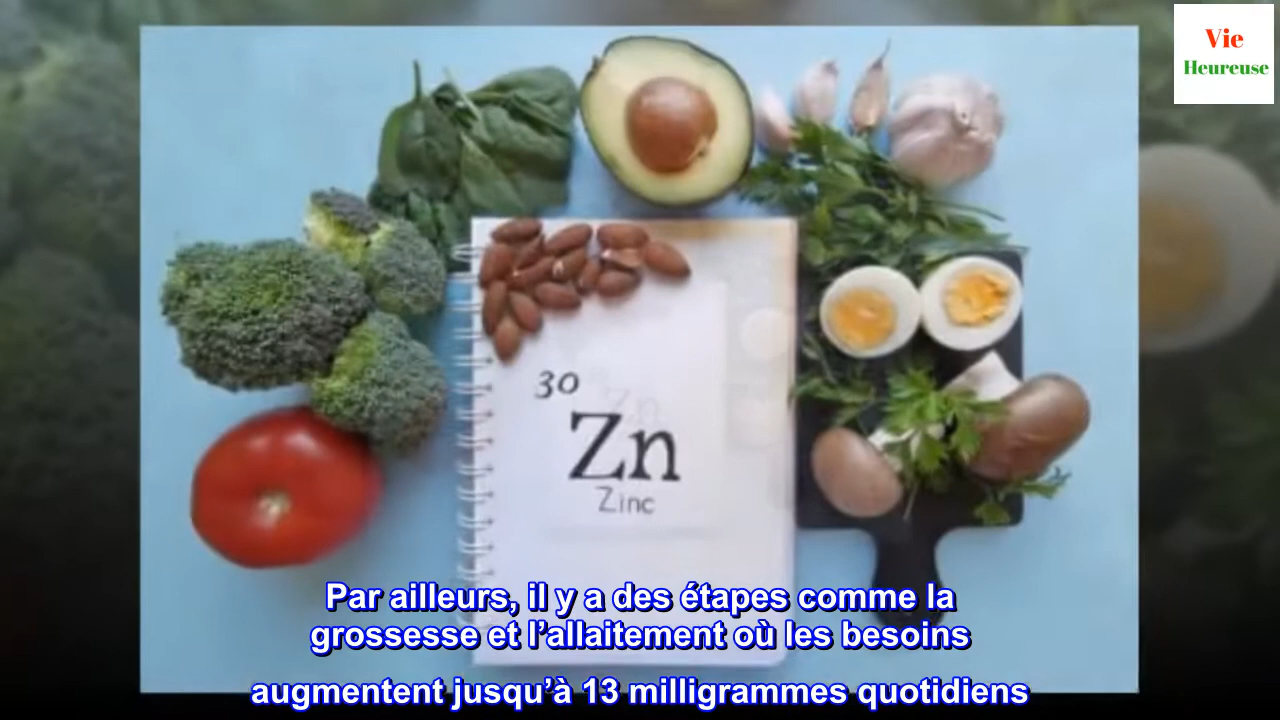 Vie
Heureuse
30
Zn
Zinc
Par ailleurs, il y a des étapes comme la
grossesse et l’allaitement où les besoins
augmentent jusqu’à 13 milligrammes quotidiens